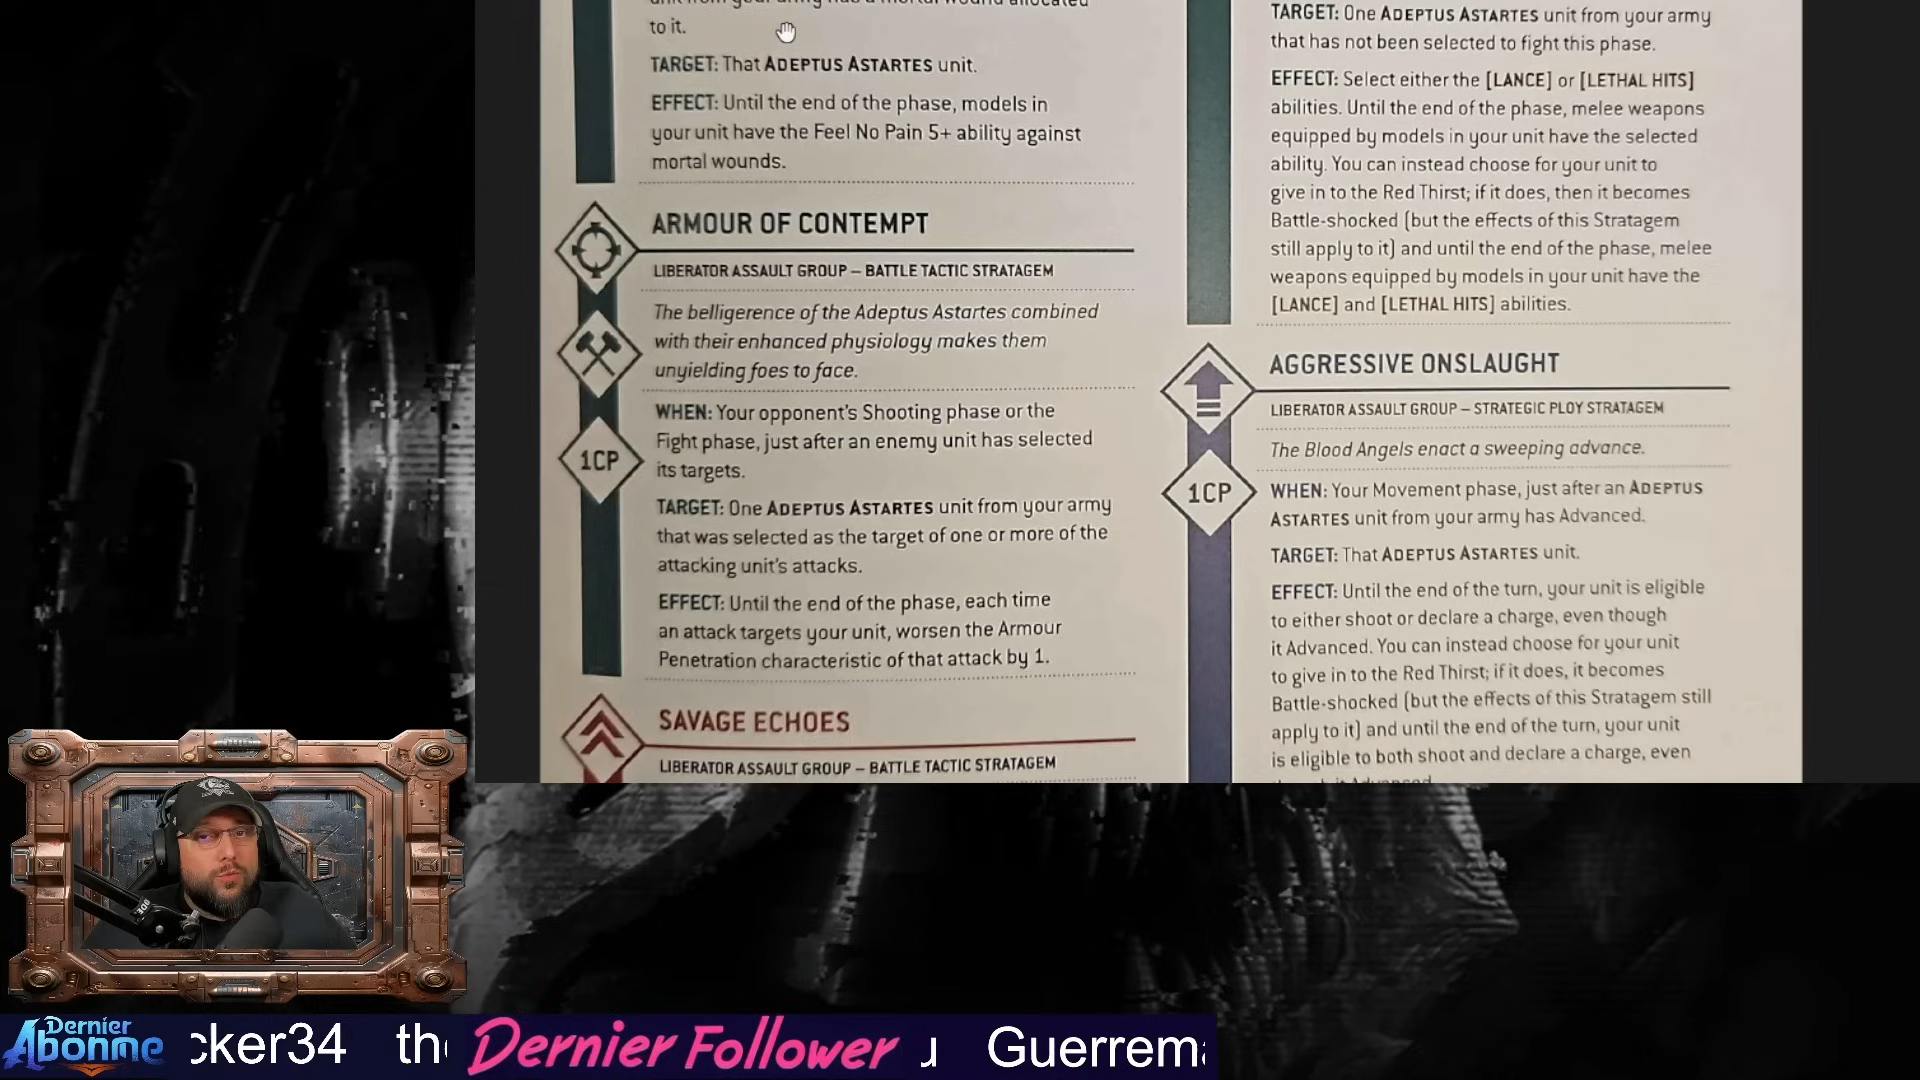 to it.
TARGET: That ADEPTUS ASTARTES unit.
EFFECT: Until the end of the phase, models in
your unit have the Feel No Pain 5+ ability against
mortal wounds.
ARMOUR OF CONTEMPT
LIBERATOR ASSAULT GROUP – BATTLE TACTIC STRATAGEM
The belligerence of the Adeptus Astartes combined
with their enhanced physiology makes them
unyielding foes to face.
WHEN: Your opponent's Shooting phase or the
Fight phase, just after an enemy unit has selected
its targets.
1CP
TARGET: One ADEPTUS ASTARTES unit from your army
that was selected as the target of one or more of the
attacking unit's attacks.
EFFECT: Until the end of the phase, each time
an attack targets your unit, worsen the Armour
Penetration characteristic of that attack by 1.
SAVAGE ECHOES
LIBERATOR ASSAULT GROUP – BATTLE TACTIC STRATAGEM
TARGET: One ADEPTUS ASTARTES unit from your army
that has not been selected to fight this phase.
EFFECT: Select either the [LANCE] or [LETHAL HITS]
abilities. Until the end of the phase, melee weapons
equipped by models in your unit have the selected
ability. You can instead choose for your unit to
give in to the Red Thirst; if it does, then it becomes
Battle-shocked (but the effects of this Stratagem
still apply to it) and until the end of the phase, melee
weapons equipped by models in your unit have the
[LANCE] and [LETHAL HITS] abilities.
AGGRESSIVE ONSLAUGHT
LIBERATOR ASSAULT GROUP – STRATEGIC PLOY STRATAGEM
The Blood Angels enact a sweeping advance.
1CP
WHEN: Your Movement phase, just after an ADEPTUS
ASTARTES unit from your army has Advanced.
TARGET: That ADEPTUS ASTARTES unit.
EFFECT: Until the end of the turn, your unit is eligible
to either shoot or declare a charge, even though
it Advanced. You can instead choose for your unit
to give in to the Red Thirst; if it does, it becomes
Battle-shocked (but the effects of this Stratagem still
apply to it) and until the end of the turn, your unit
is eligible to both shoot and declare a charge, even
Dernier
Abonné
cker34
Dernier Follower
Guerrem